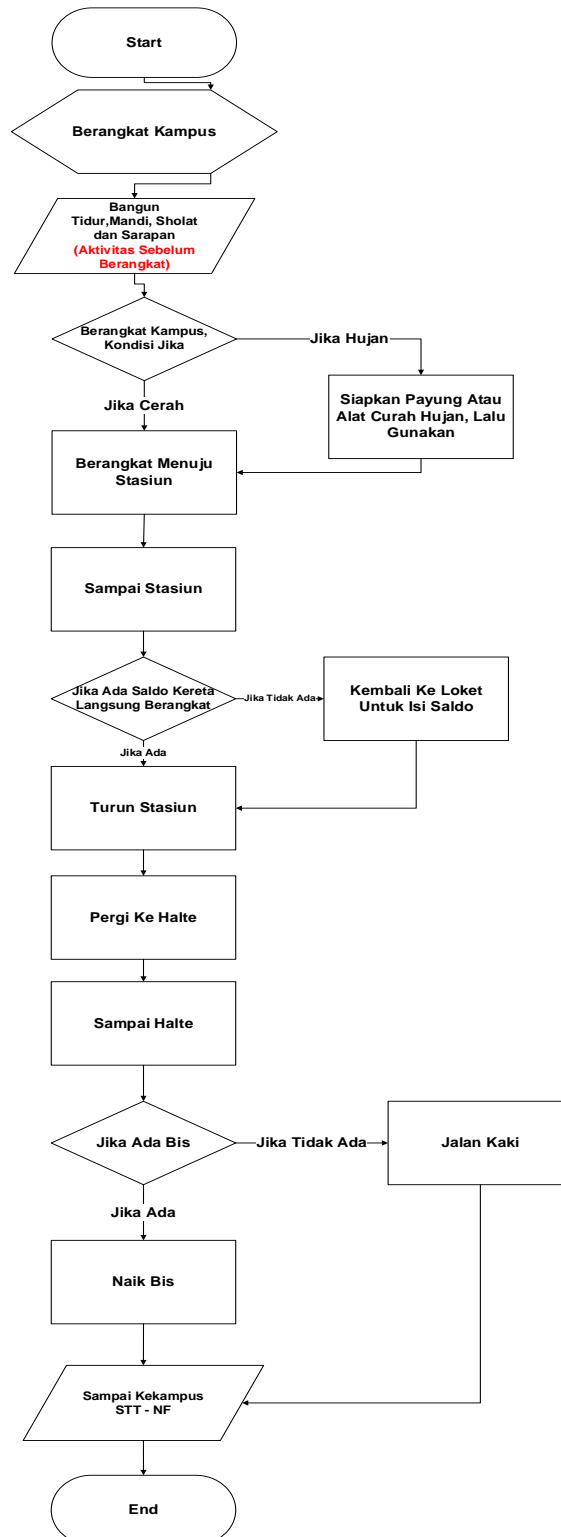 Start
Berangkat Kampus
Bangun
Tidur,Mandi, Sholat
dan Sarapan
(Aktivitas Sebelum
Berangkat)
Berangkat Kampus,
Kondisi Jika
Jika Hujan
Siapkan Payung Atau
Alat Curah Hujan, Lalu
Gunakan
Jika Cerah
Berangkat Menuju
Stasiun
Sampai Stasiun
Jika Ada Saldo Kereta
Langsung Berangkat
Jika Tidak Ada
Kembali Ke Loket
Untuk Isi Saldo
Jika Ada
Turun Stasiun
Pergi Ke Halte
Sampai Halte
Jika Ada Bis
Jika Tidak Ada
Jalan Kaki
Jika Ada
Naik Bis
Sampai Kekampus
STT - NF
End